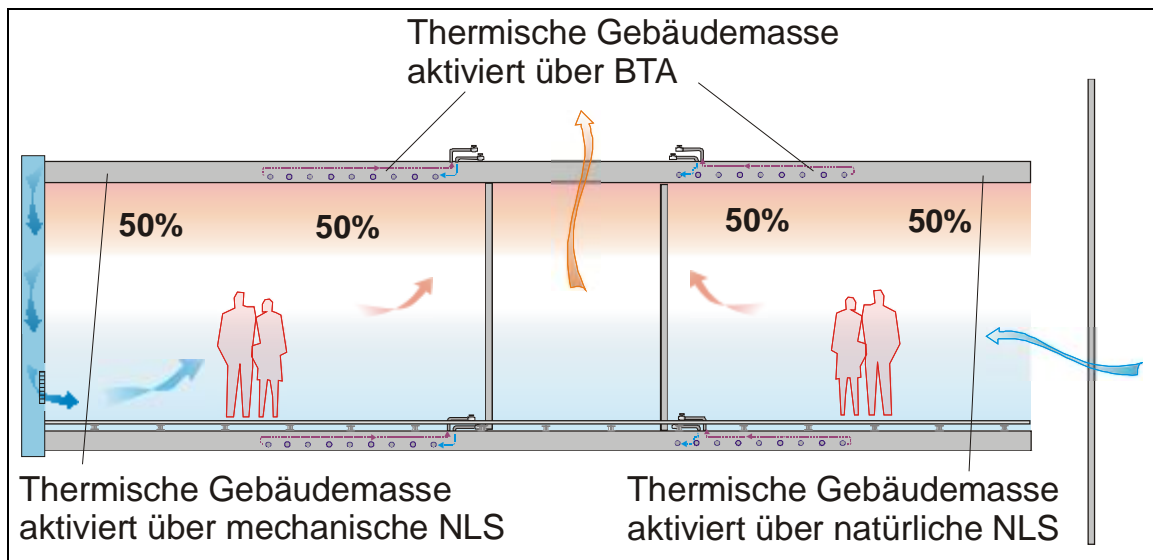 Thermische Gebäudemasse
aktiviert über BTA
50%
50%
50%
50%
Thermische Gebäudemasse
aktiviert über mechanische NLS
Thermische Gebäudemasse
aktiviert über natürliche NLS